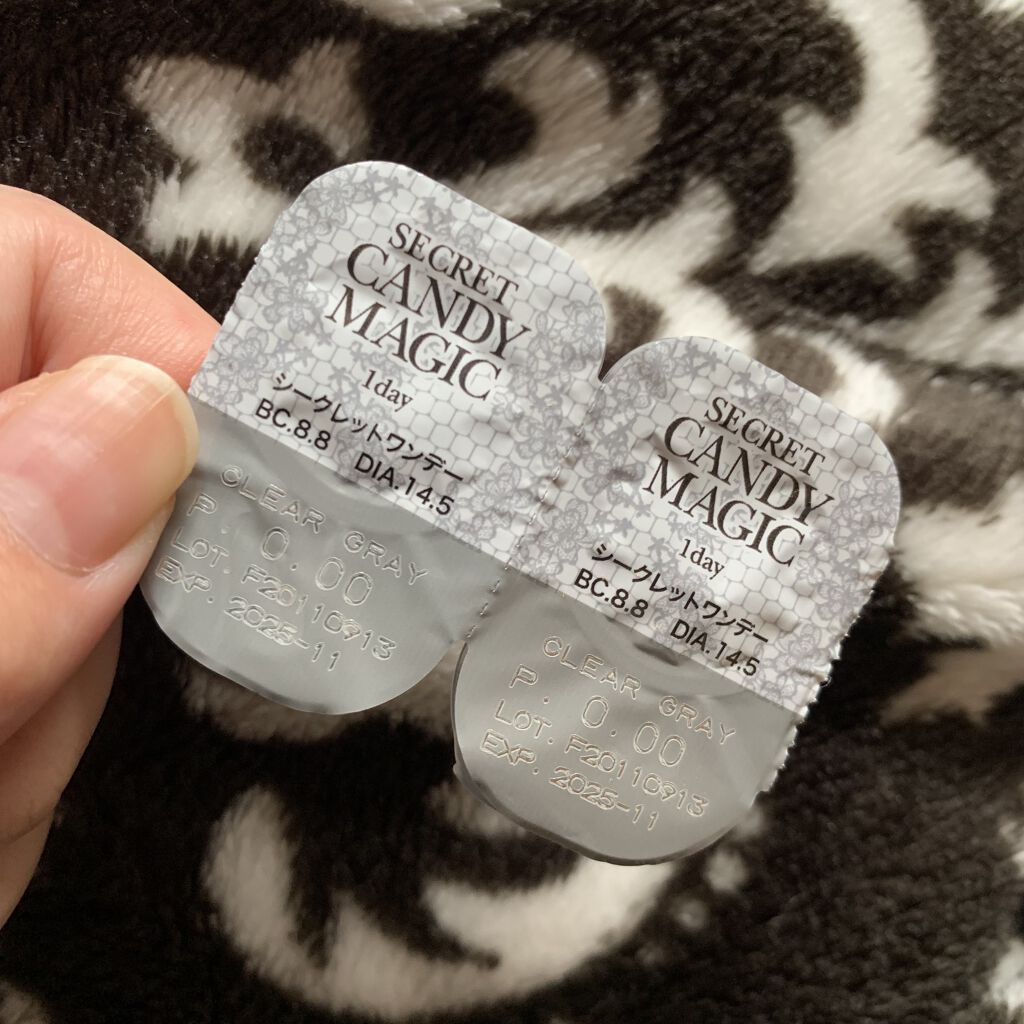 SECRET
CANDY
MAGIC
1day
シークレットワンデー
BC.8.8 DIA.14.5
CLEAR GRAY
P. 0.00
LOT. F20110913
EXP. 2025-11
SECRET
CANDY
MAGIC
1day
シークレットワンデー
BC.8.8 DIA.14.5
CLEAR GRAY
P. 0.00
LOT. F20110913
EXP. 2025-11